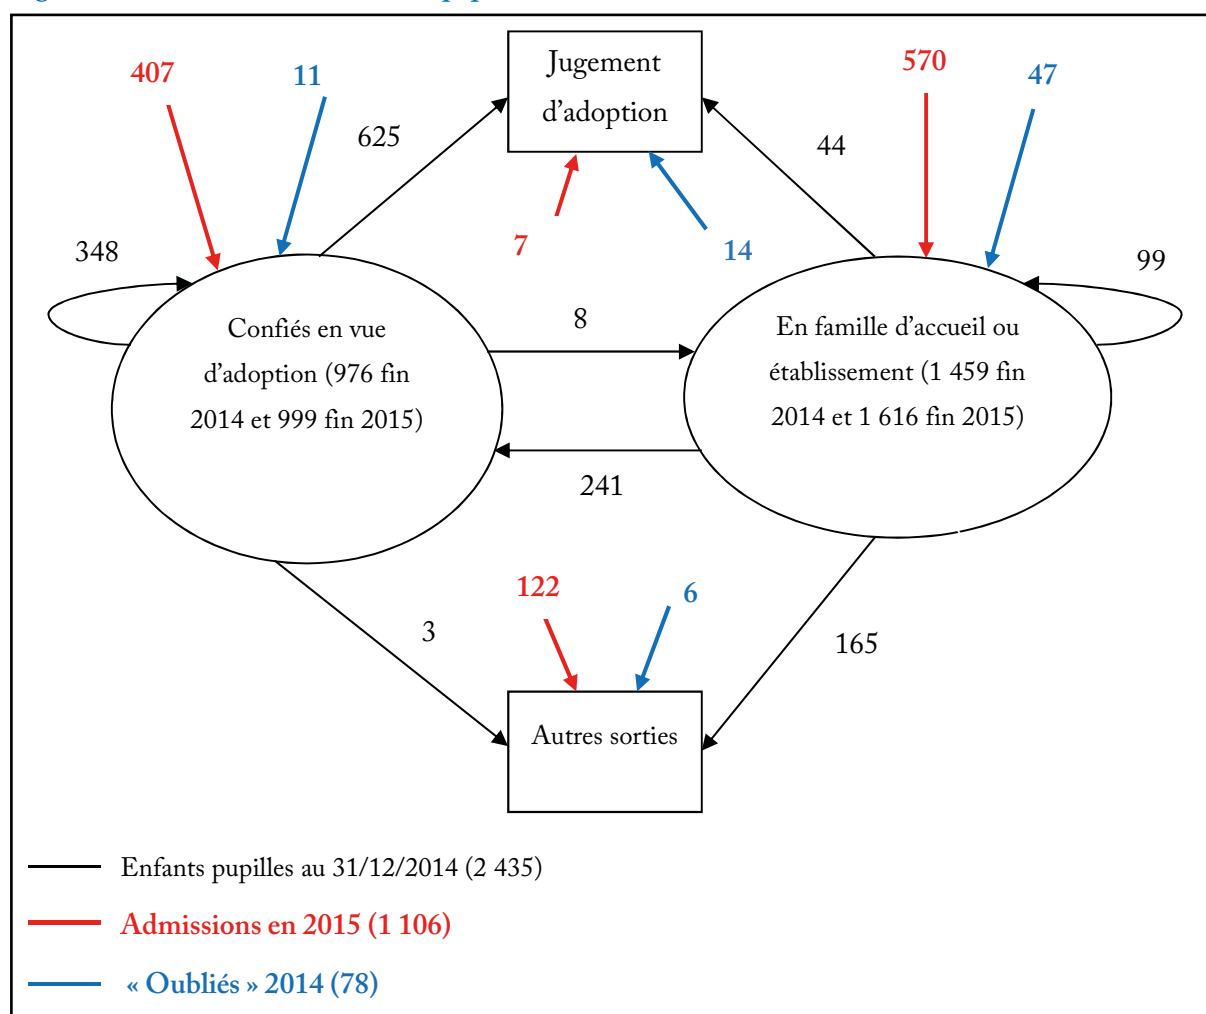 407
11
Jugement
d'adoption
570
47
625
44
7
14
348
99
Confiés en vue
d'adoption (976 fin
2014 et 999 fin 2015)
8
En famille d'accueil ou
établissement (1 459 fin
2014 et 1 616 fin 2015)
241
122
6
3
165
Autres sorties
Enfants pupilles au 31/12/2014 (2 435)
Admissions en 2015 (1 106)
« Oubliés » 2014 (78)